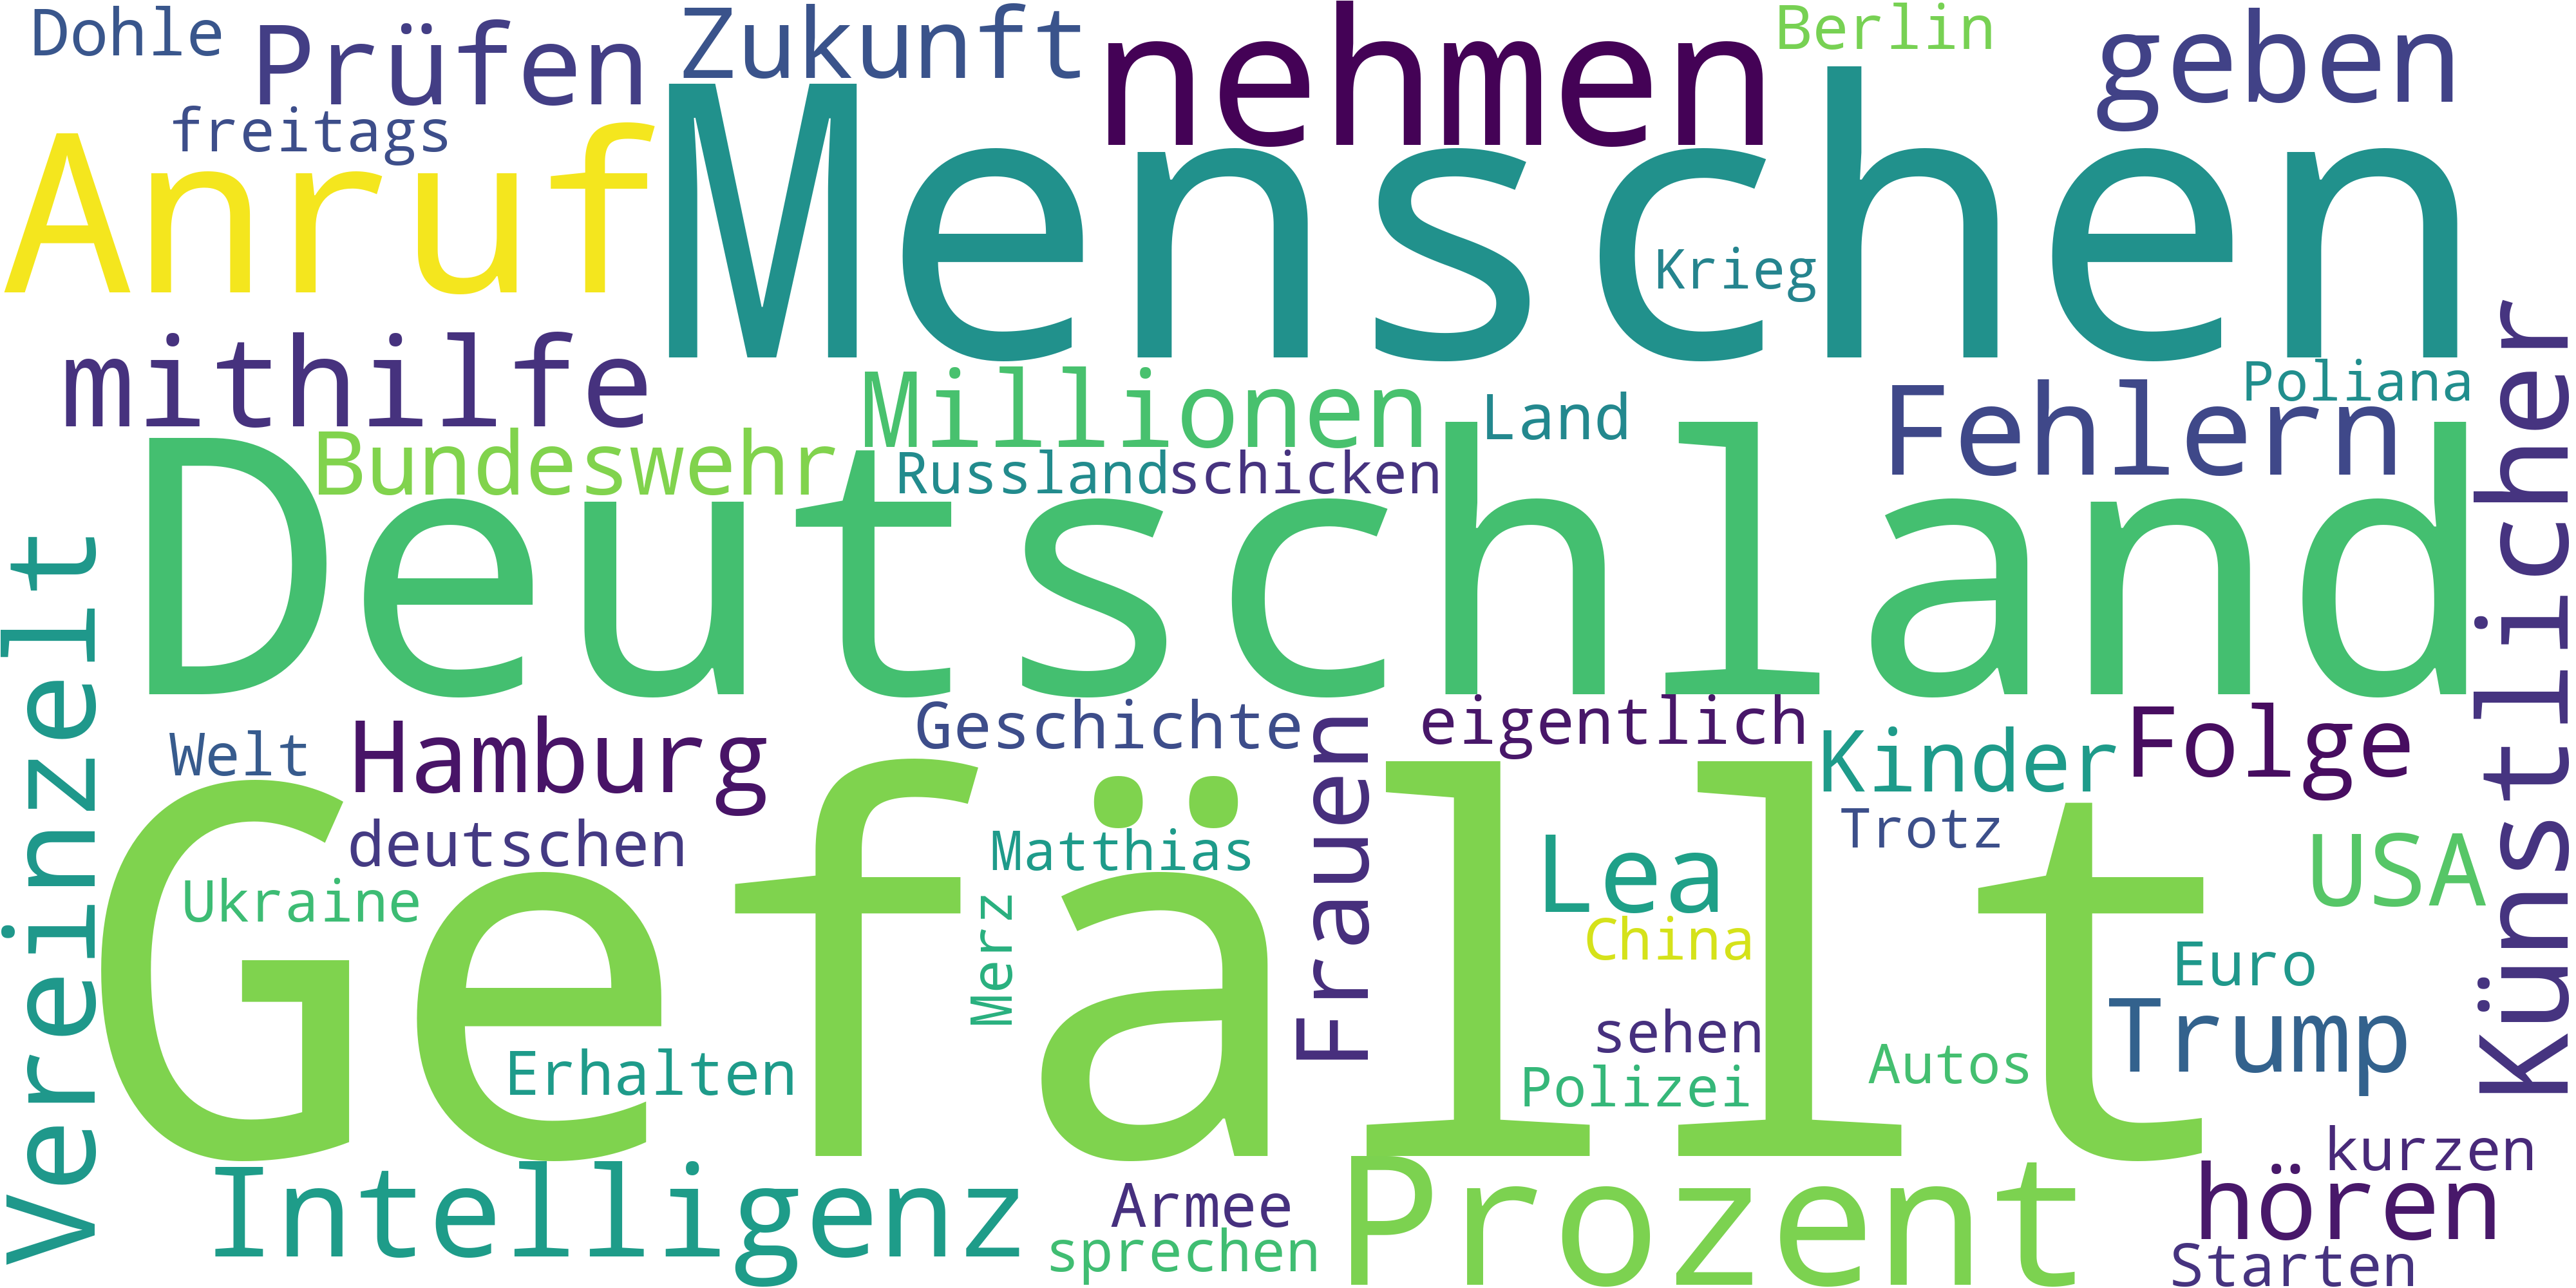 Dohle
Prüfen
Zukunft
nehmen
Berlin
geben
freitags
Anruf
Menschen
Krieg
mithilfe
Millionen
Land
Fehlern
Poliana
Künstlicher
Bundeswehr
Russland
schicken
Deutschland
Vereinzelt
Welt
Hamburg
Geschichte
Frauen
eigentlich
Kinder
Folge
deutschen
Matthias
Lea
Trotz
USA
Ukraine
Gefällt
Merz
China
Euro
sehen
Trump
Erhalten
Polizei
Autos
Intelligenz
Armee
sprechen
Prozent
kurzen
hören
Starten